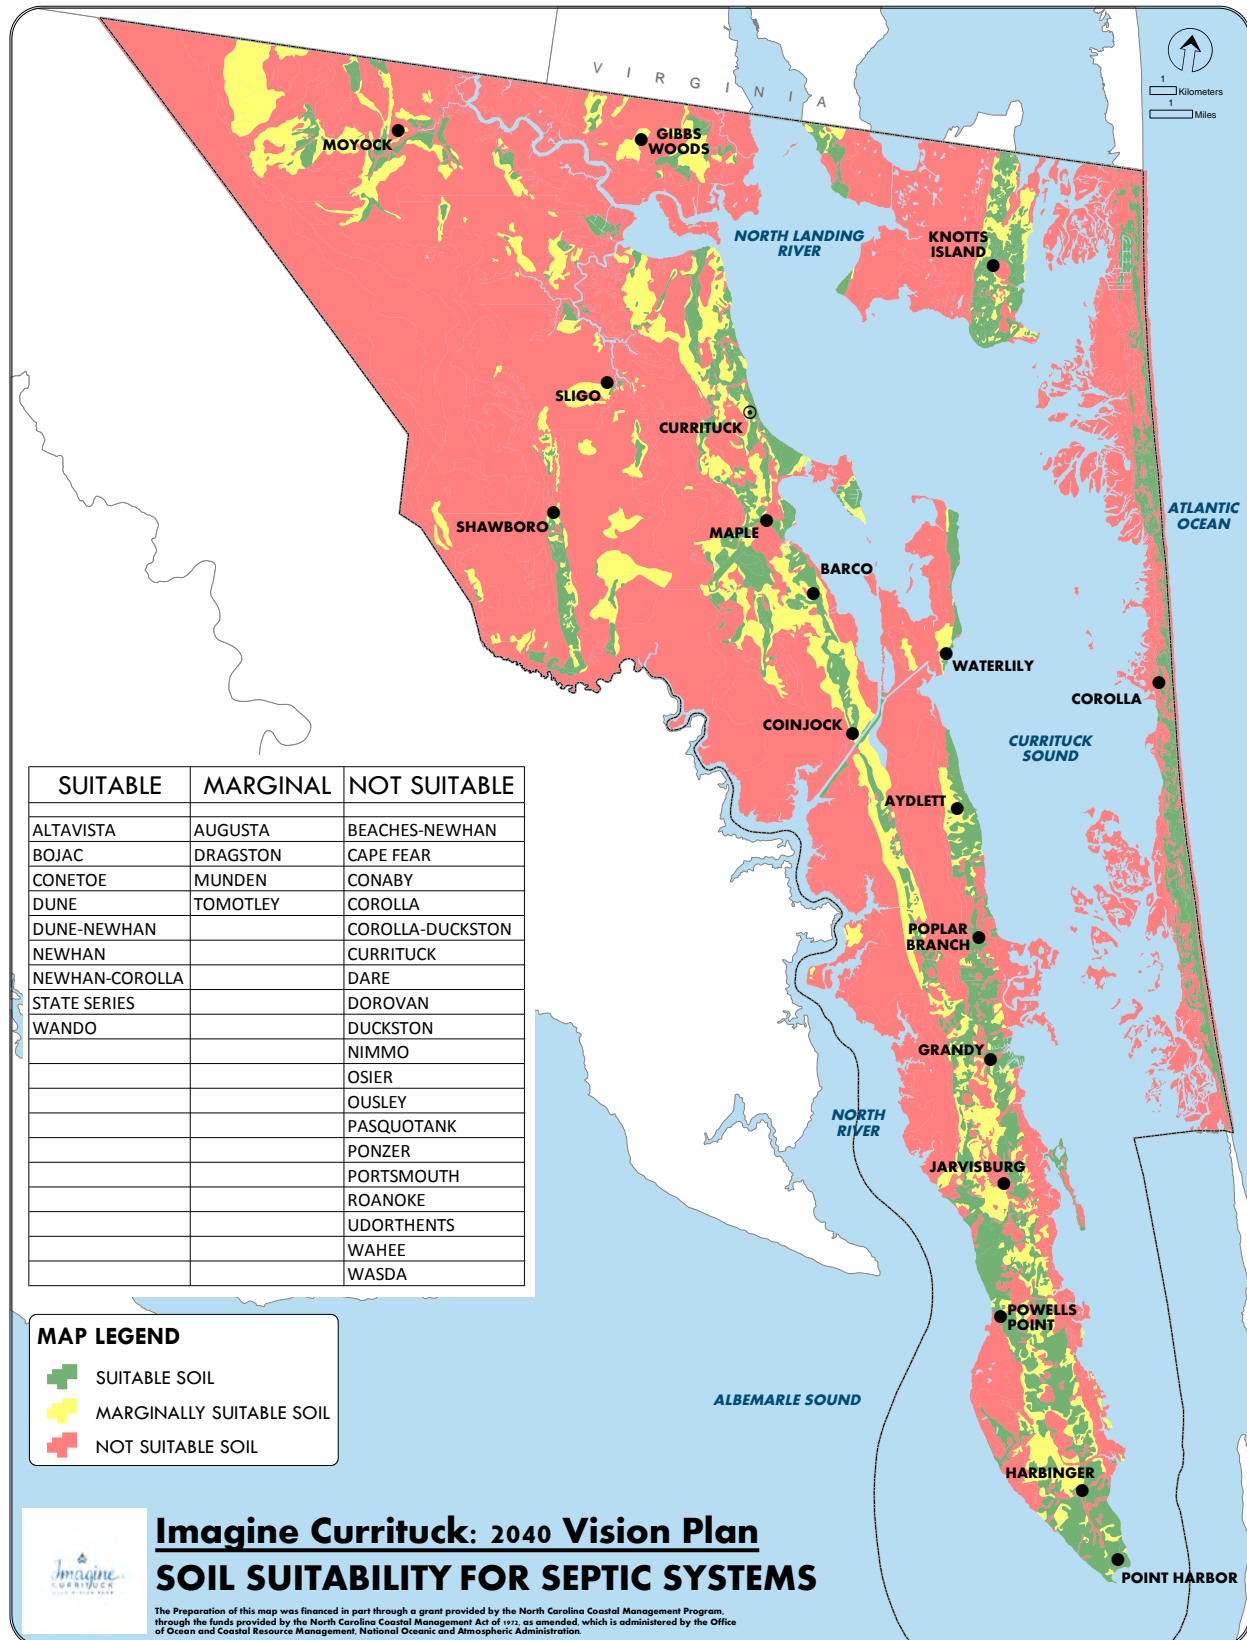 VIRGINIA
1
Kilometers
1
Miles
MOYOCK
GIBBS
WOODS
NORTH LANDING
RIVER
KNOTTS
ISLAND
SLIGO
CURRITUCK
SHAWBORO
MAPLE
BARCO
ATLANTIC
OCEAN
WATERLILY
COROLLA
COINJOCK
CURRITUCK
SOUND
AYDLETT
POPLAR
BRANCH
GRANDY
NORTH
RIVER
JARVISBURG
POWELLS
POINT
ALBEMARLE SOUND
HARBINGER
POINT HARBOR
SUITABLE MARGINAL NOT SUITABLE
ALTAVISTA AUGUSTA BEACHES-NEWHAN
BOJAC DRAGSTON CAPE FEAR
CONETOE MUNDEN CONABY
DUNE TOMOTLEY COROLLA
DUNE-NEWHAN COROLLA-DUCKSTON
NEWHAN CURRITUCK
NEWHAN-COROLLA DARE
STATE SERIES DOROVAN
WANDO DUCKSTON
NIMMO
OSIER
OUSLEY
PASQUOTANK
PONZER
PORTSMOUTH
ROANOKE
UDORTHENTS
WAHEE
WASDA
MAP LEGEND
SUITABLE SOIL
MARGINALLY SUITABLE SOIL
NOT SUITABLE SOIL
Imagine
CURRITUCK
Imagine Currituck: 2040 Vision Plan
SOIL SUITABILITY FOR SEPTIC SYSTEMS
The Preparation of this map was financed in part through a grant provided by the North Carolina Coastal Management Program,
through the funds provided by the North Carolina Coastal Management Act of 1972, as amended, which is administered by the Office
of Ocean and Coastal Resource Management, National Oceanic and Atmospheric Administration.